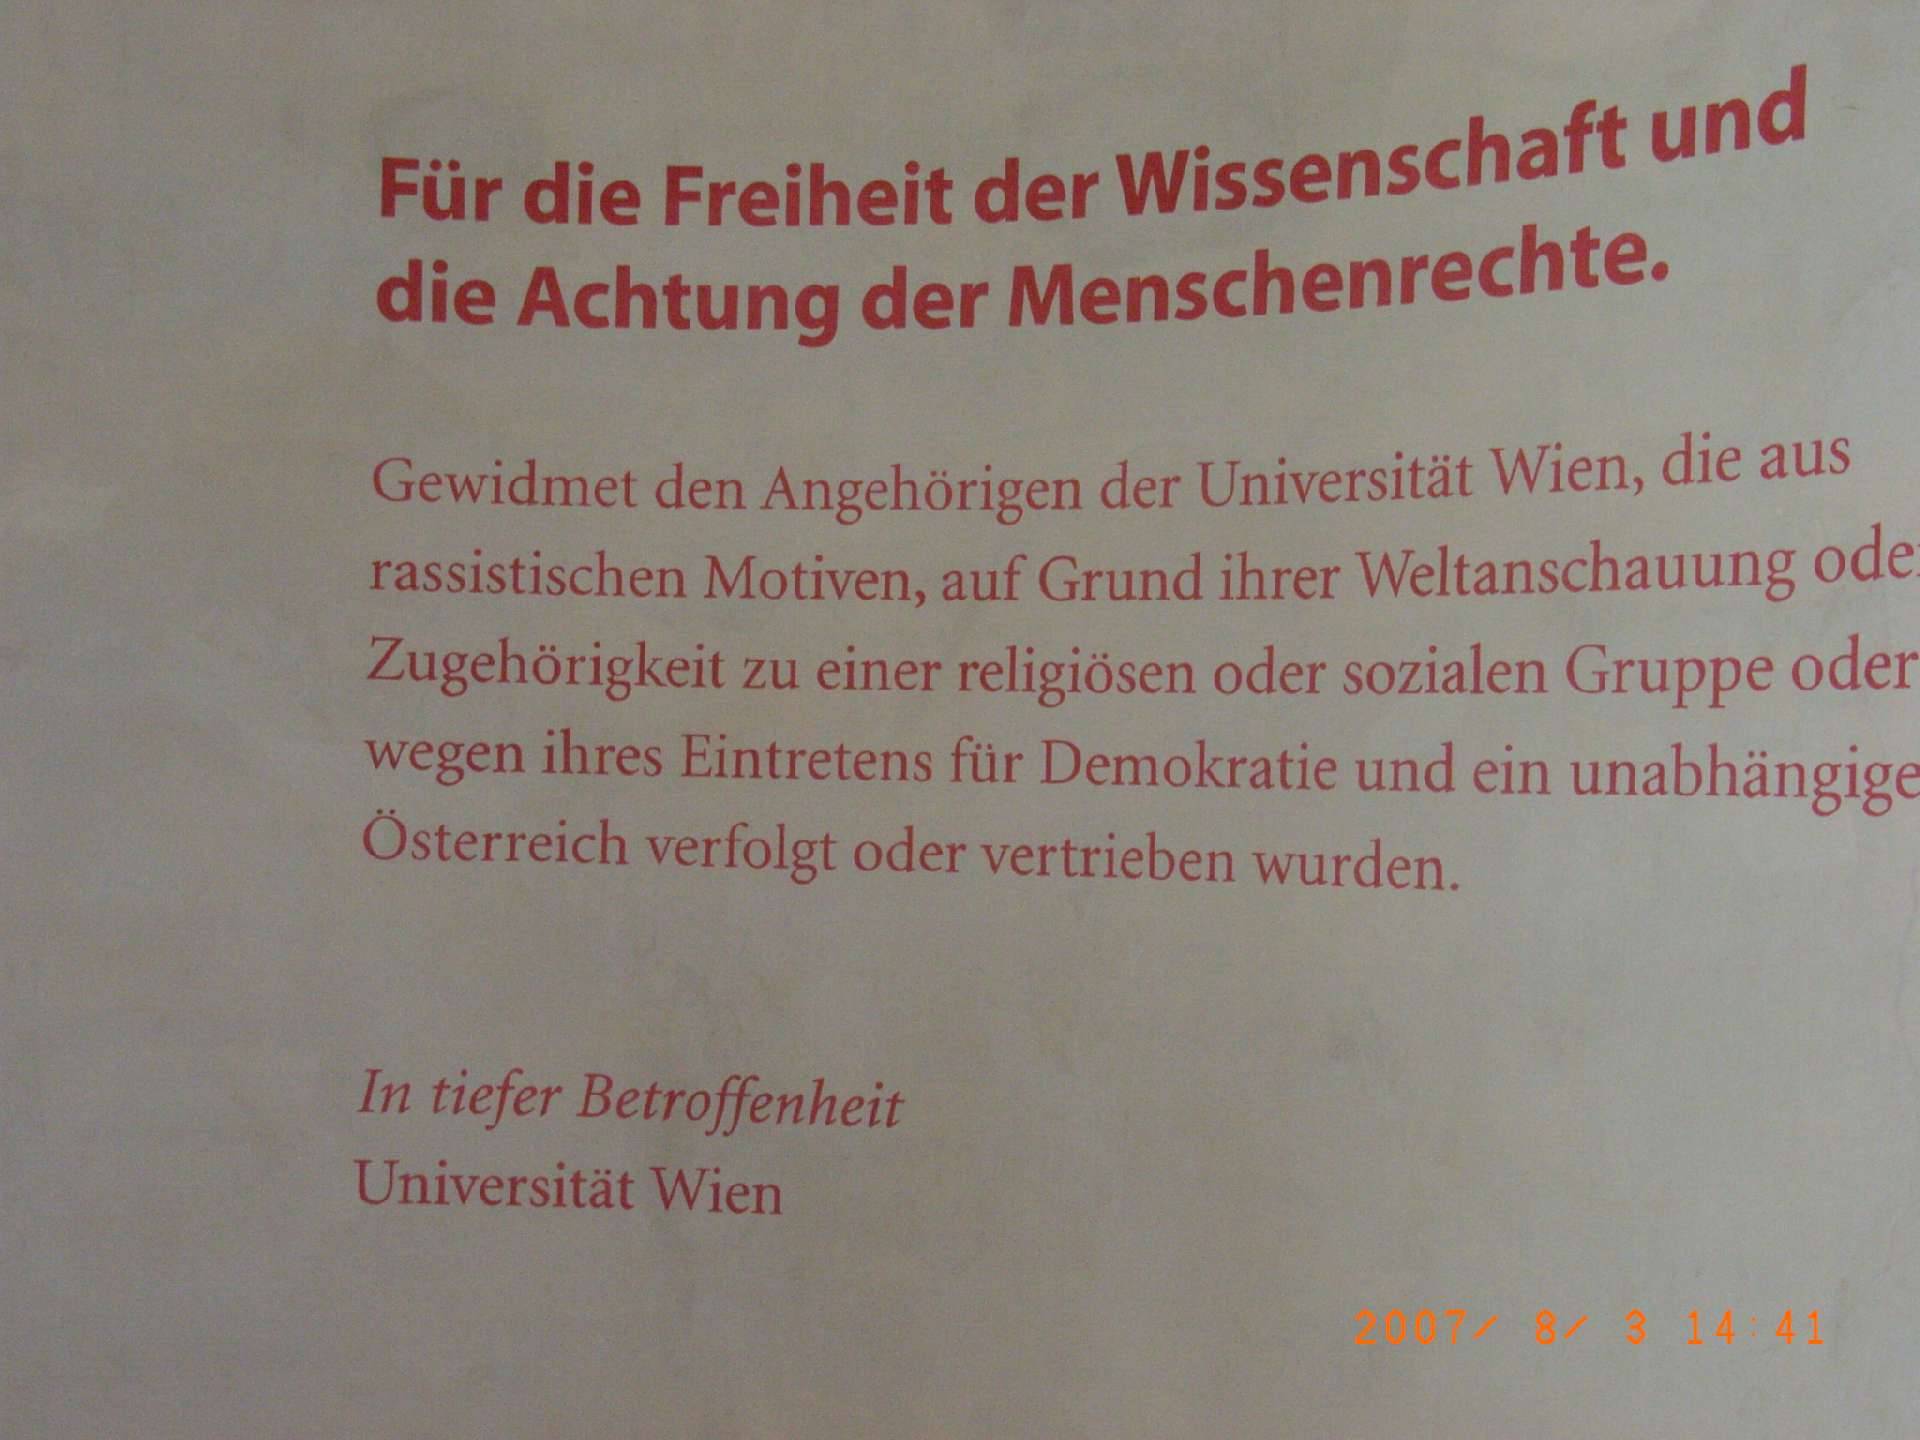 Für die Freiheit der Wissenschaft und
die Achtung der Menschenrechte.
Gewidmet den Angehörigen der Universität Wien, die aus
rassistischen Motiven, auf Grund ihrer Weltanschauung oder
Zugehörigkeit zu einer religiösen oder sozialen Gruppe oder
wegen ihres Eintretens für Demokratie und ein unabhängige
Österreich verfolgt oder vertrieben wurden.
In tiefer Betroffenheit
Universität Wien
2007/ 8/ 3 14:41